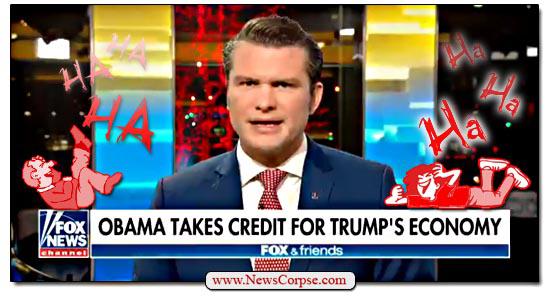 HA HA
HA
Ha
Ha
Ha
OBAMA TAKES CREDIT FOR TRUMP'S ECONOMY
FOX
NEWS
channel
FOX & friends
www.NewsCorpse.com